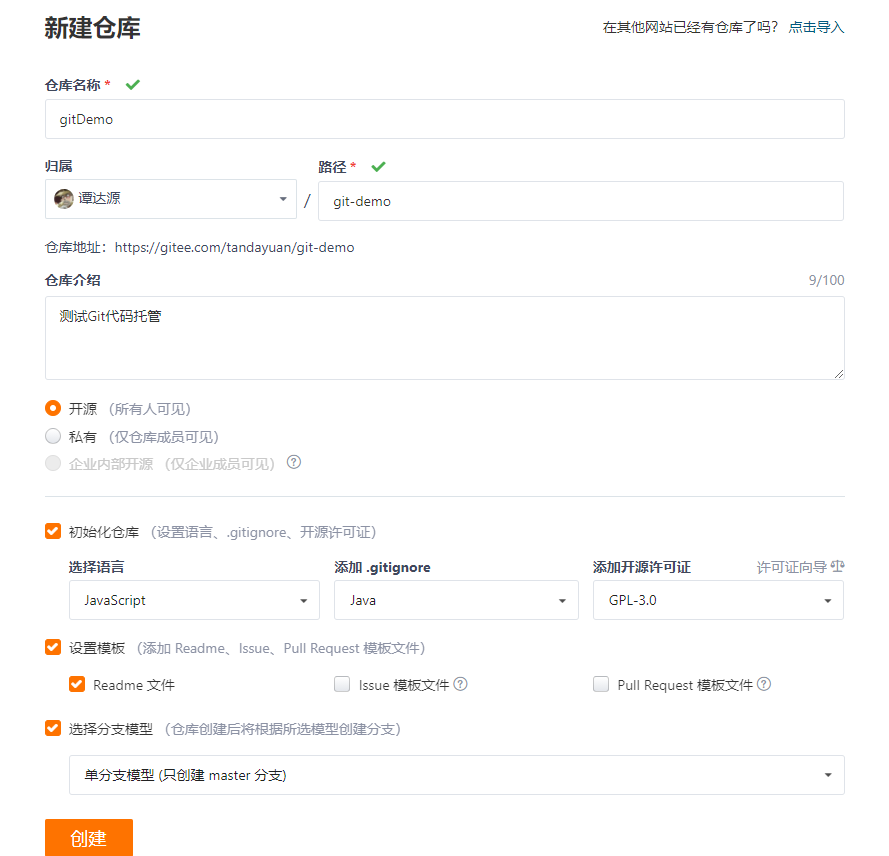 新建仓库
在其他网站已经有仓库了吗? 点击导入
仓库名称 *
gitDemo
归属
路径 *
谭达源
/
git-demo
仓库地址：https://gitee.com/tandayuan/git-demo
仓库介绍
9/100
测试Git代码托管
开源 （所有人可见）
私有 （仅仓库成员可见）
企业内部开源 （仅企业成员可见） ?
初始化仓库 （设置语言、.gitignore、开源许可证）
选择语言
添加 .gitignore
添加开源许可证
许可证向导
JavaScript
Java
GPL-3.0
设置模板 （添加 Readme、Issue、Pull Request 模板文件）
Readme 文件
Issue 模板文件 ?
Pull Request 模板文件 ?
选择分支模型 （仓库创建后将根据所选模型创建分支）
单分支模型 (只创建 master 分支)
创建